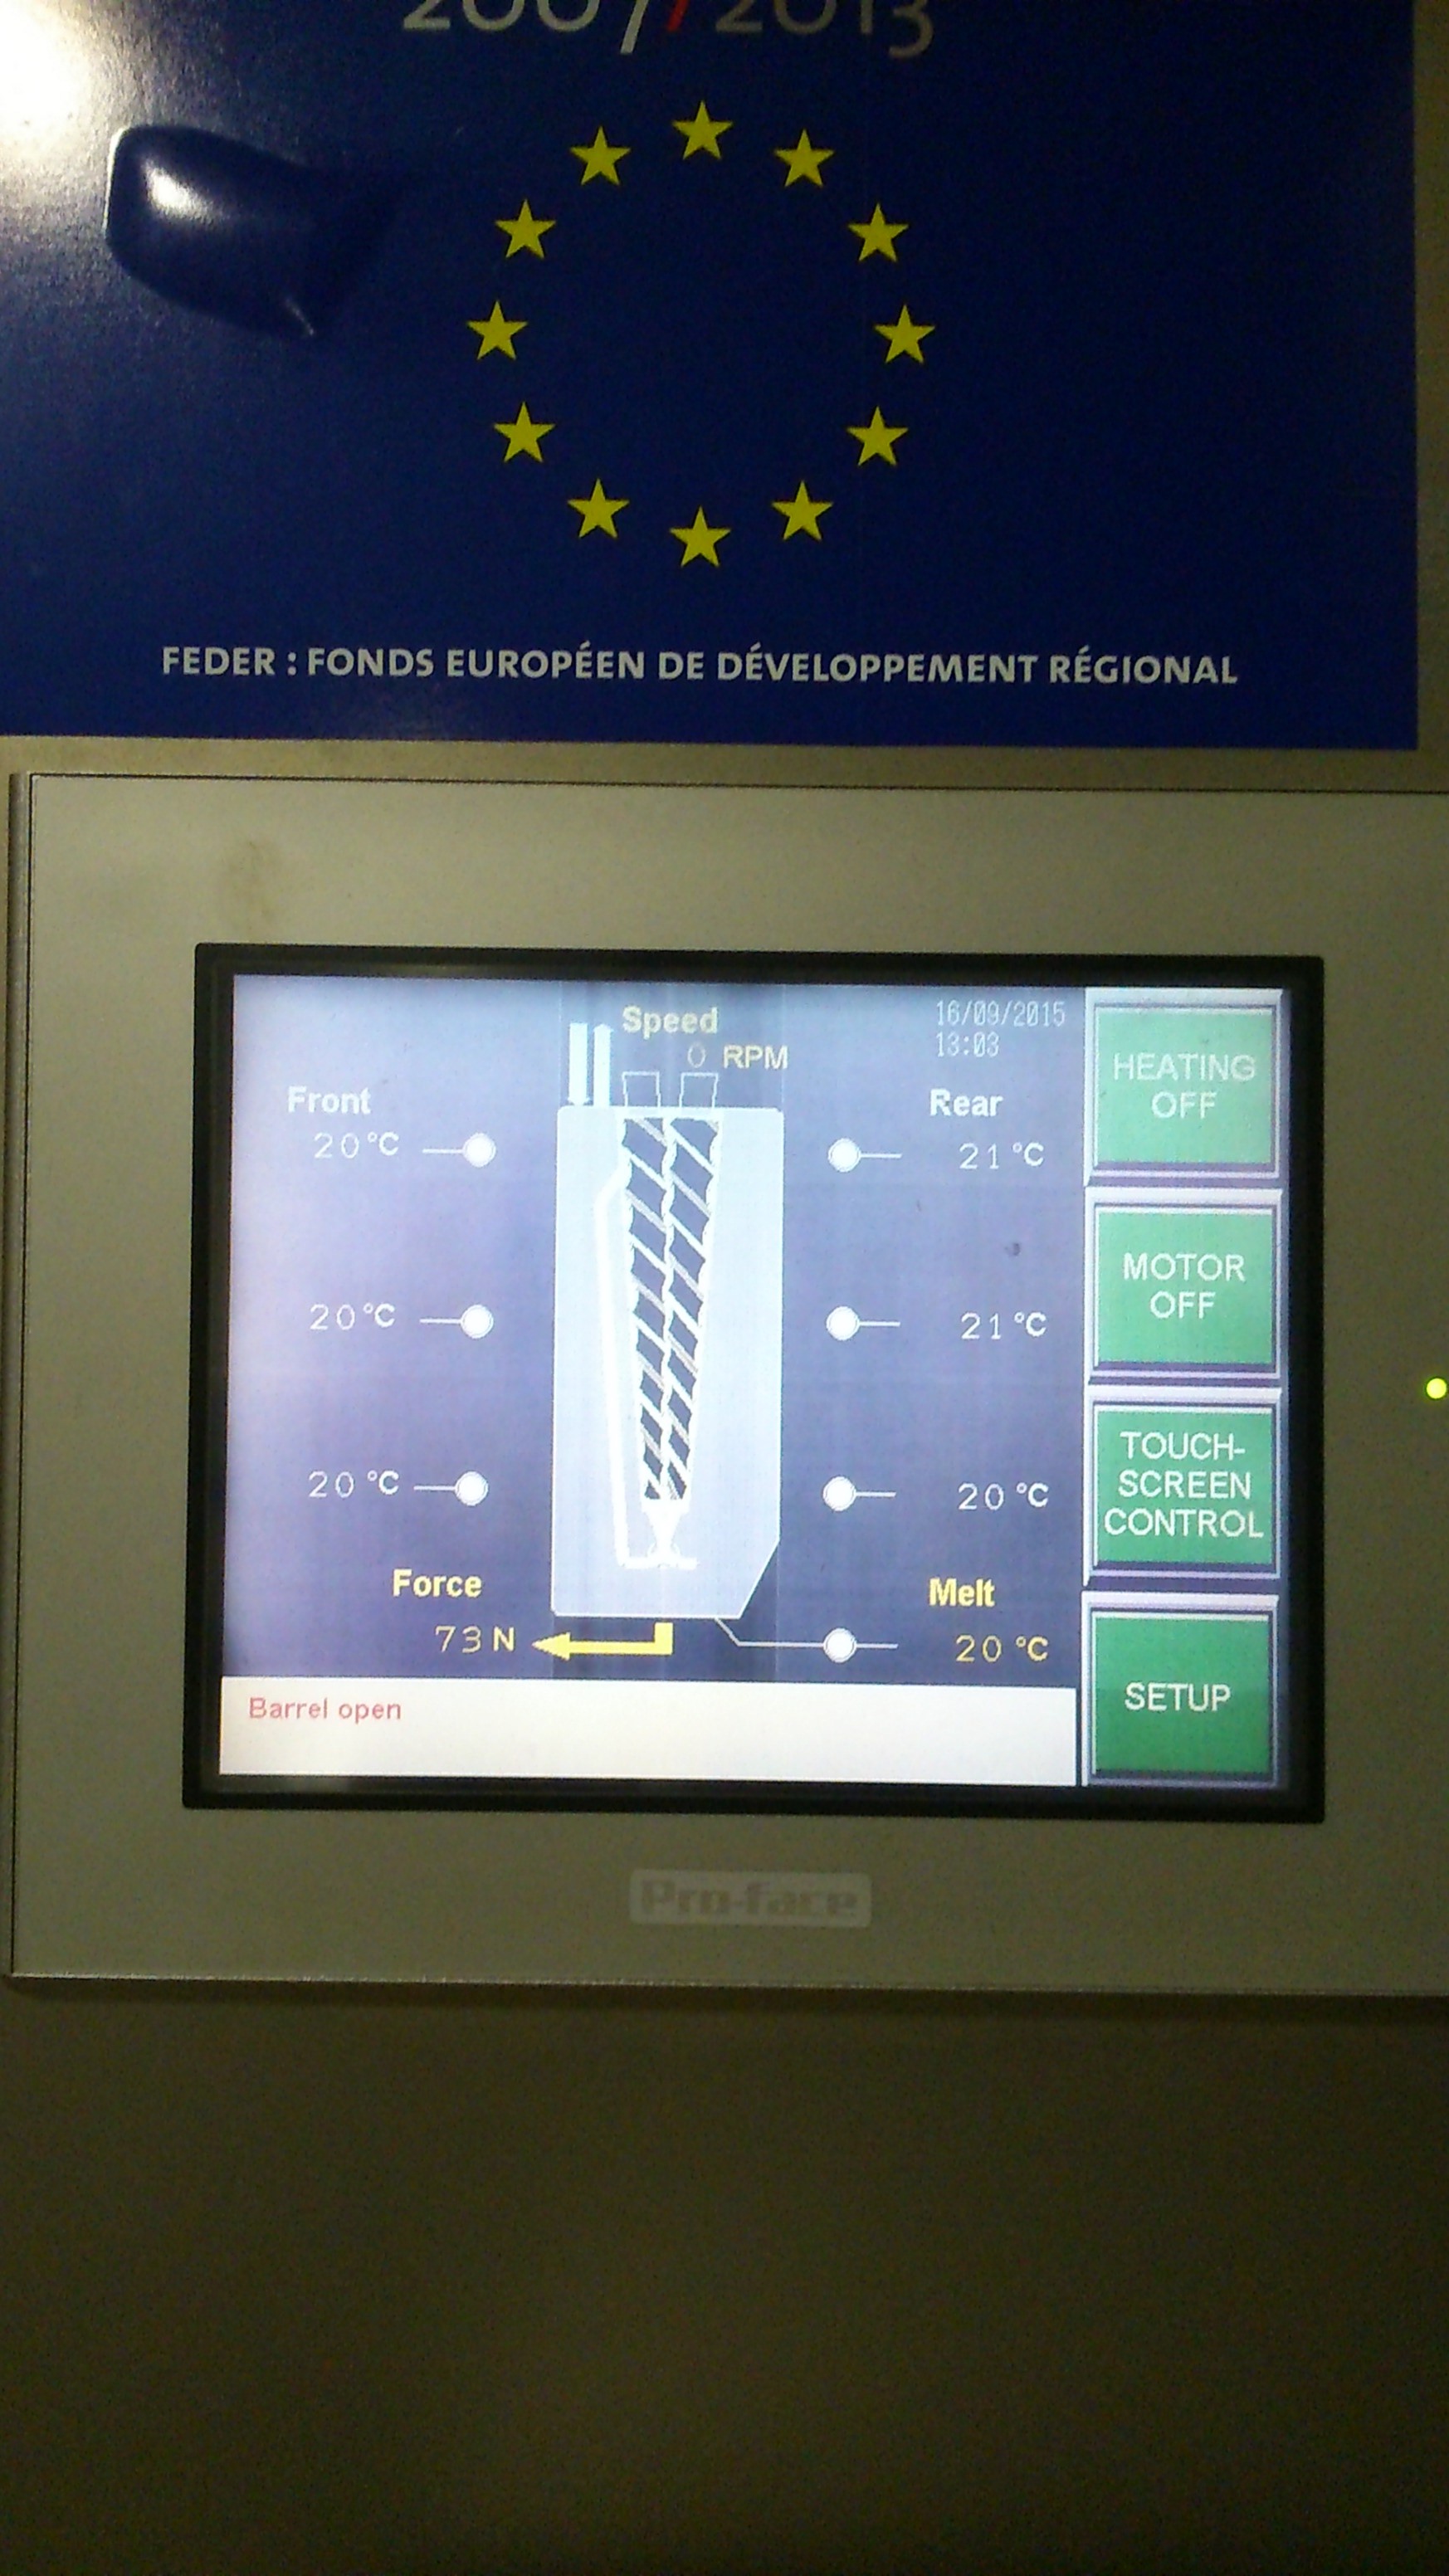 2007/2013
FEDER : FONDS EUROPÉEN DE DÉVELOPPEMENT RÉGIONAL
Speed
0 RPM
16/09/2015
13:03
Front
Rear
20 °C
21 °C
20 °C
21 °C
20 °C
20 °C
Force
Melt
73 N
20 °C
Barrel open
HEATING
OFF
MOTOR
OFF
TOUCH-
SCREEN
CONTROL
SETUP
Pro-face